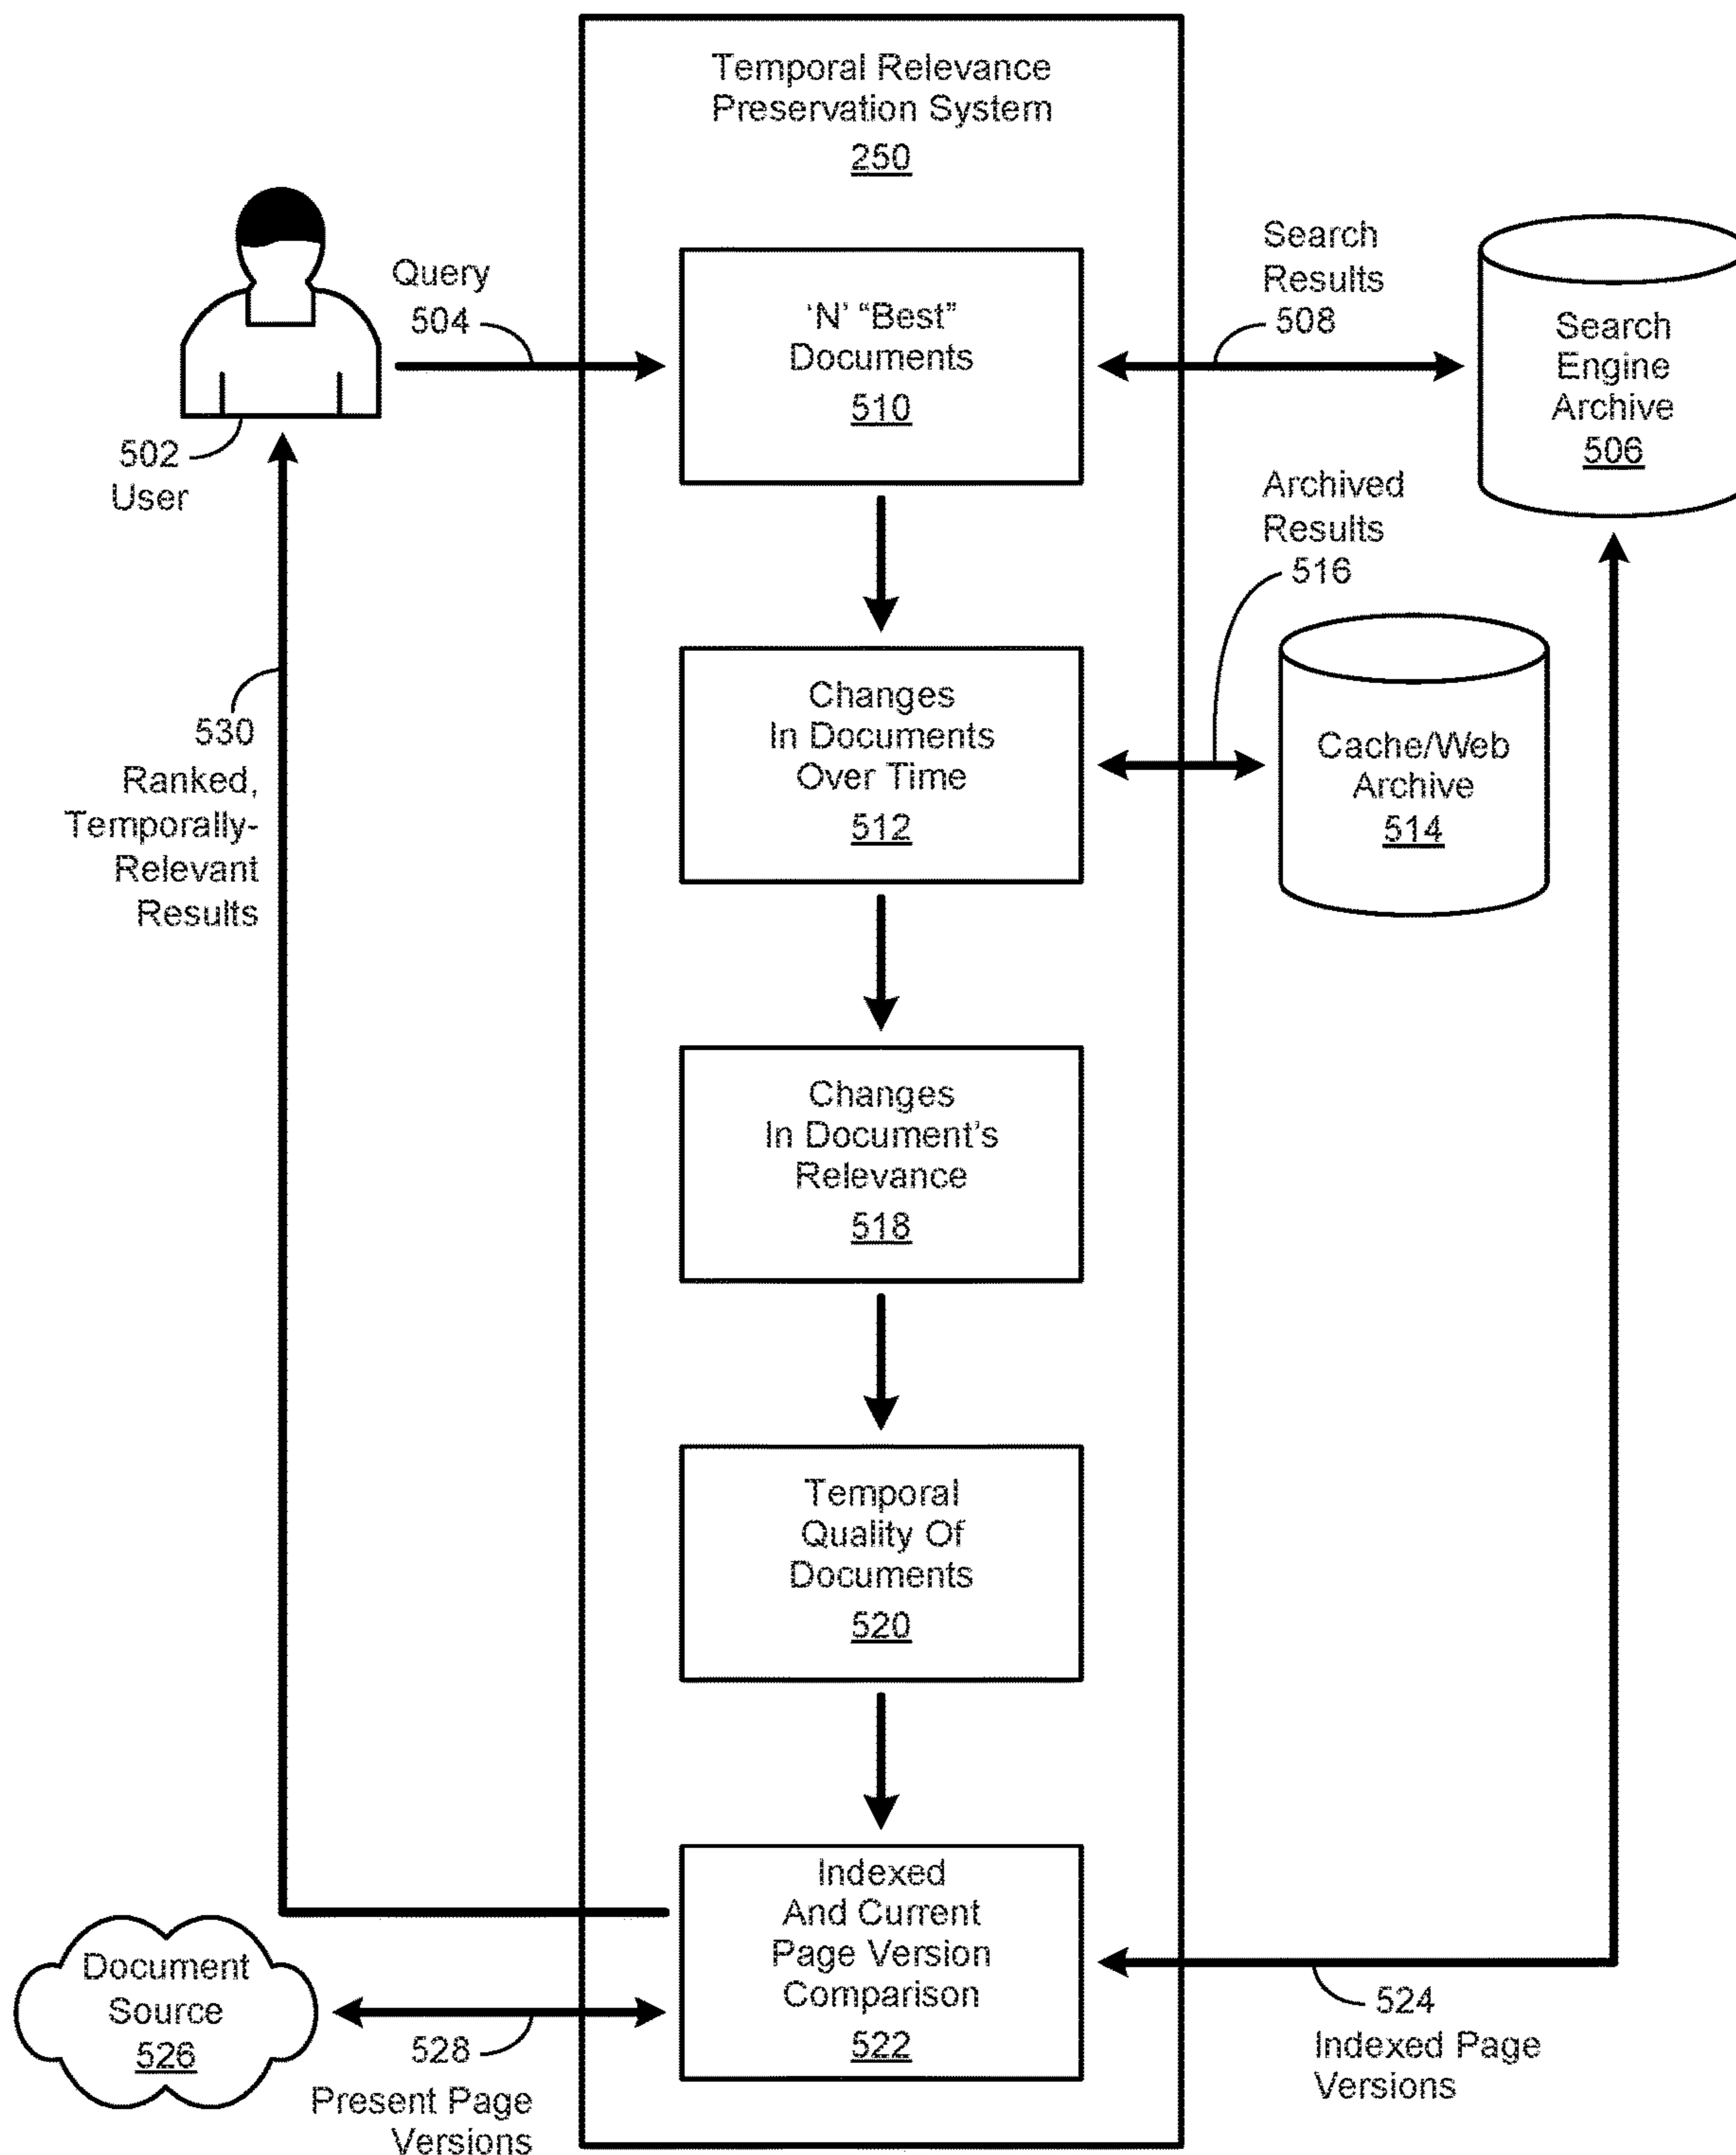 Temporal Relevance
Preservation System
250
Query
504
502
User
'N' "Best"
Documents
510
Search
Results
508
Search
Engine
Archive
506
Archived
Results
516
Changes
In Documents
Over Time
512
Cache/Web
Archive
514
530
Ranked,
Temporally-
Relevant
Results
Changes
In Document's
Relevance
518
Temporal
Quality Of
Documents
520
Indexed
And Current
Page Version
Comparison
522
Document
Source
526
528
Present Page
Versions
524
Indexed Page
Versions